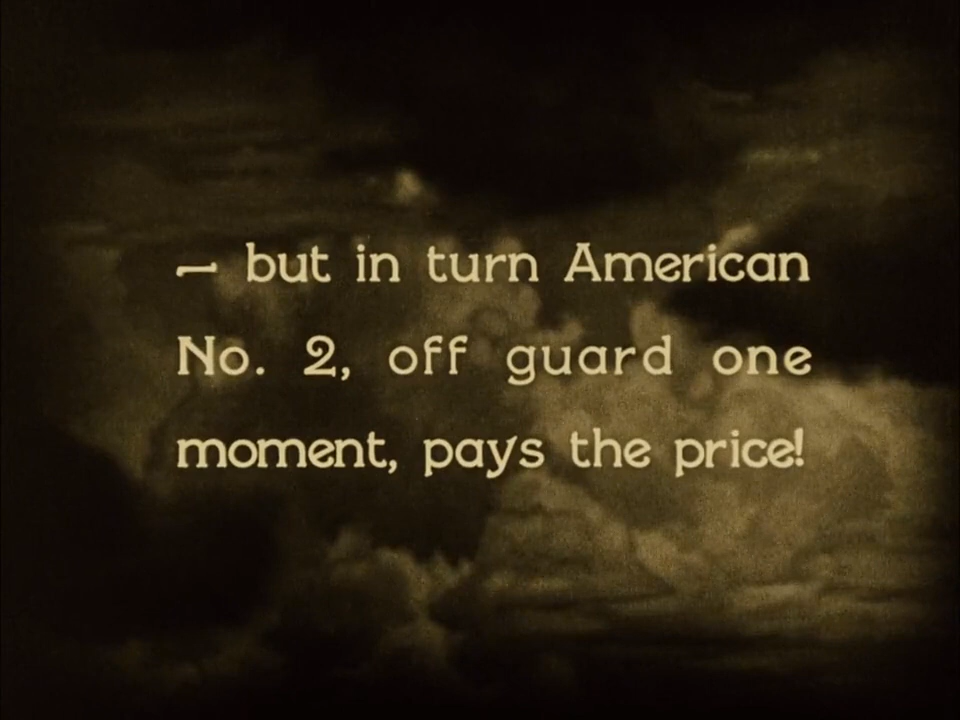 — but in turn American
No. 2, off guard one
moment, pays the price!